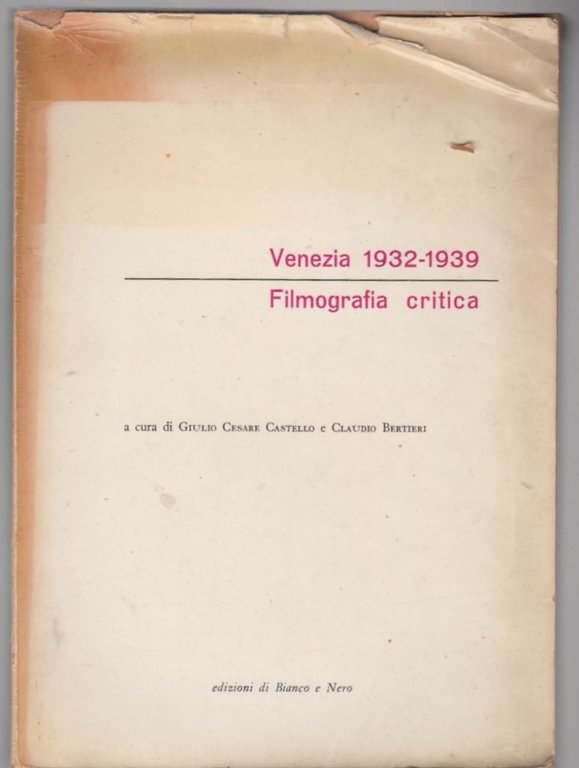 Venezia 1932-1939
Filmografia critica
a cura di Giulio Cesare Castello e Claudio Bertieri
edizioni di Bianco e Nero